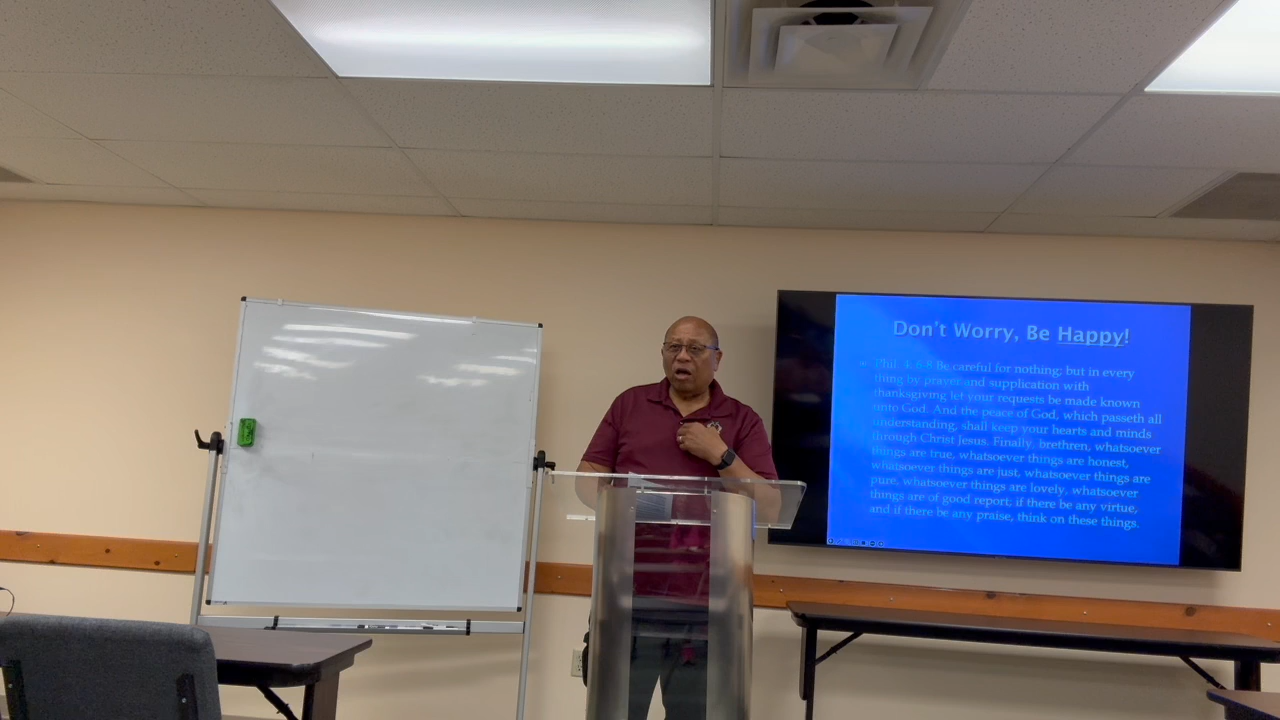 Don't Worry, Be Happy!
Phil. 4:6-8 Be careful for nothing; but in every
thing by prayer and supplication with
thanksgiving let your requests be made known
unto God. And the peace of God, which passeth all
understanding, shall keep your hearts and minds
through Christ Jesus. Finally, brethren, whatsoever
things are true, whatsoever things are honest,
whatsoever things are just, whatsoever things are
pure, whatsoever things are lovely, whatsoever
things are of good report; if there be any virtue,
and if there be any praise, think on these things.